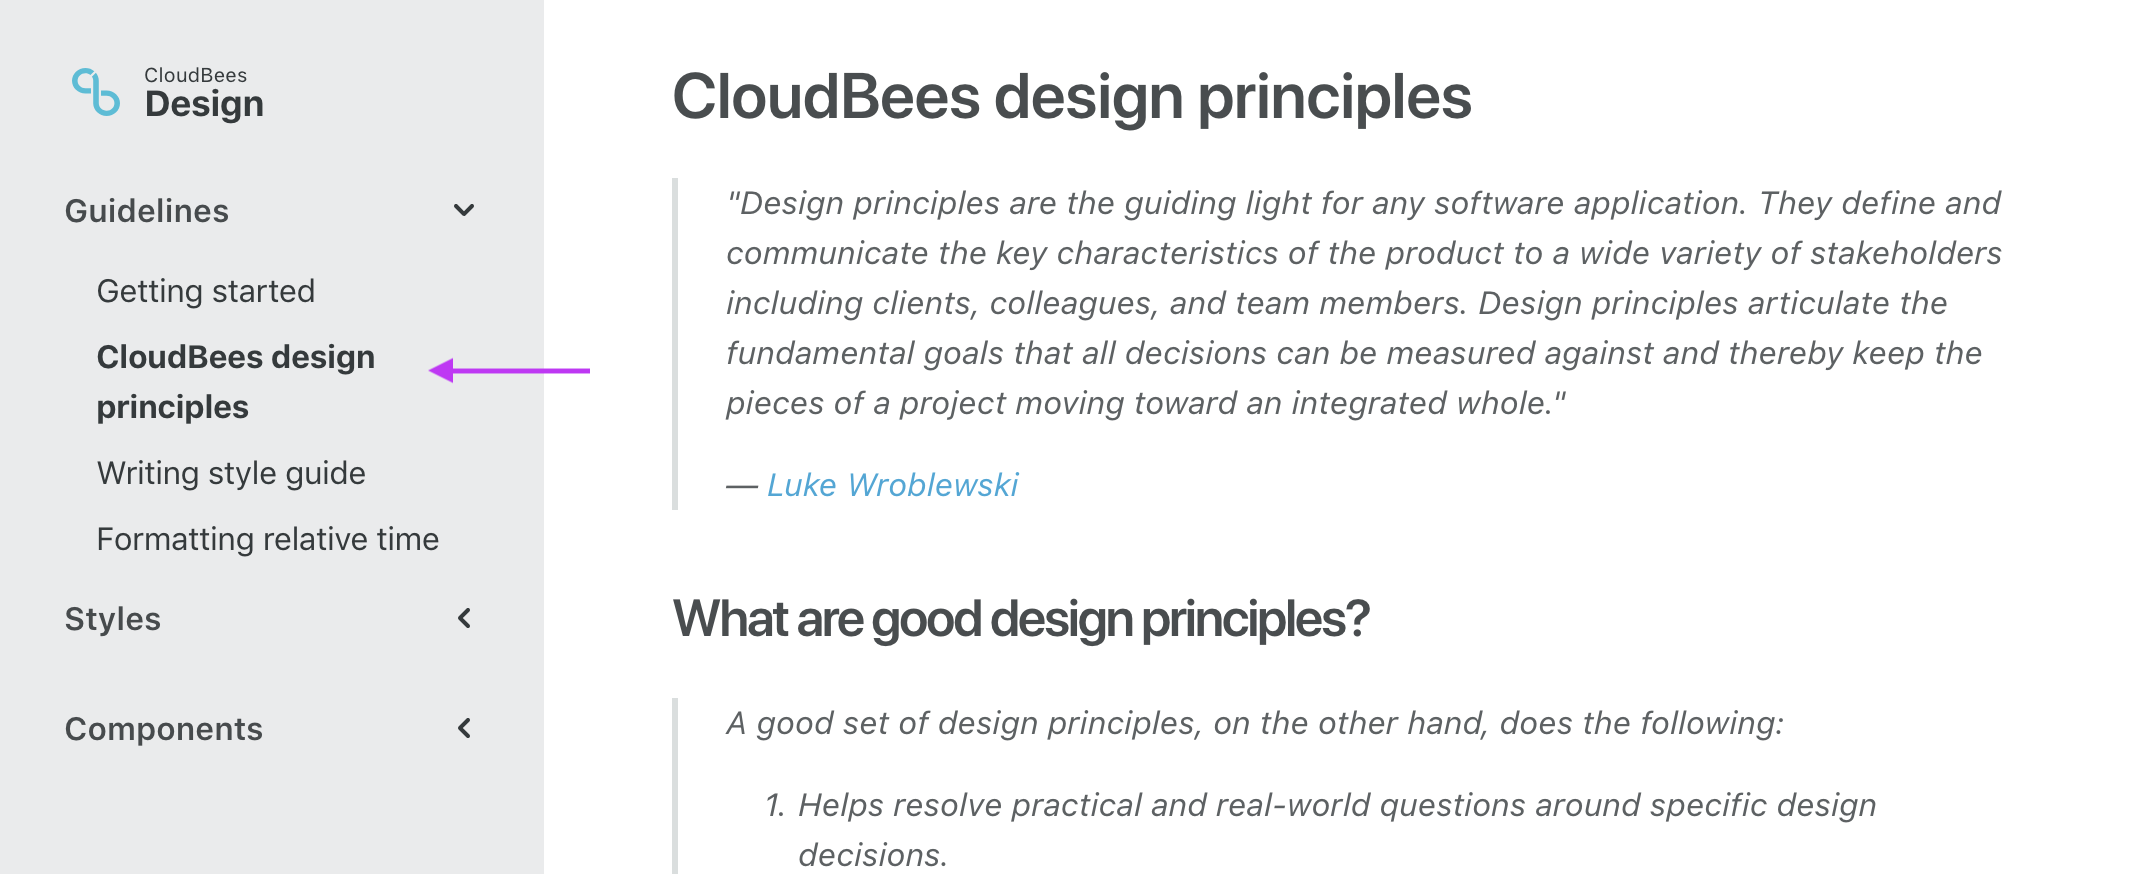 CloudBees
Design
Guidelines
Getting started
CloudBees design
principles
Writing style guide
Formatting relative time
Styles
Components
CloudBees design principles
"Design principles are the guiding light for any software application. They define and
communicate the key characteristics of the product to a wide variety of stakeholders
including clients, colleagues, and team members. Design principles articulate the
fundamental goals that all decisions can be measured against and thereby keep the
pieces of a project moving toward an integrated whole."
— Luke Wroblewski
What are good design principles?
A good set of design principles, on the other hand, does the following:
1. Helps resolve practical and real-world questions around specific design
decisions.